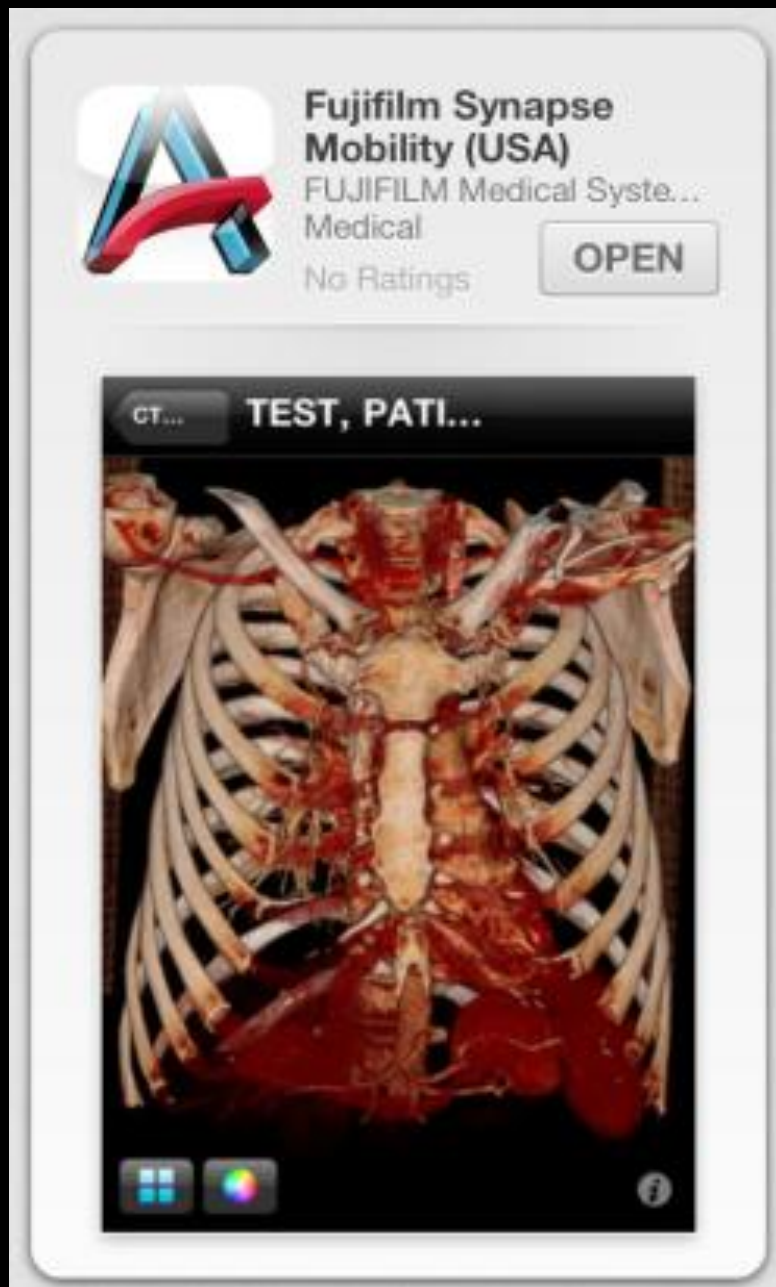 Fujifilm Synapse
Mobility (USA)
FUJIFILM Medical Syste...
Medical
No Ratings
OPEN
CT...
TEST, PATI...